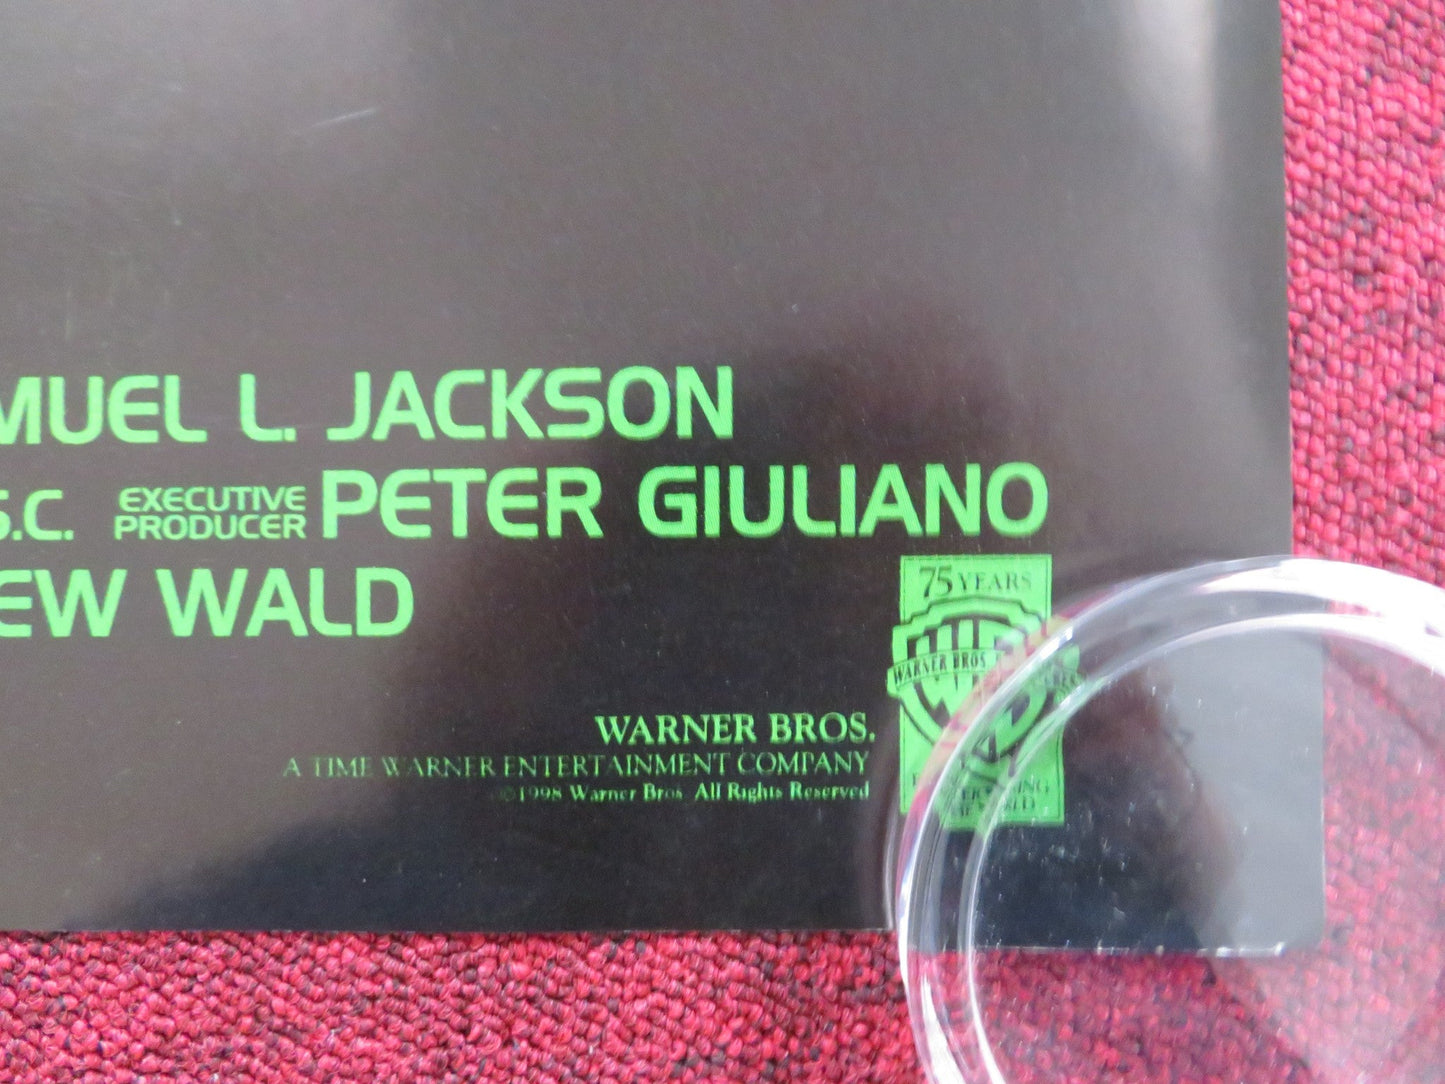 MUEL L. JACKSON
S.C. EXECUTIVE PRODUCER PETER GIULIANO
EW WALD
75 YEARS
WARNER BROS
WARNER BROS.
A TIME WARNER ENTERTAINMENT COMPANY
©1998 Warner Bros. All Rights Reserved